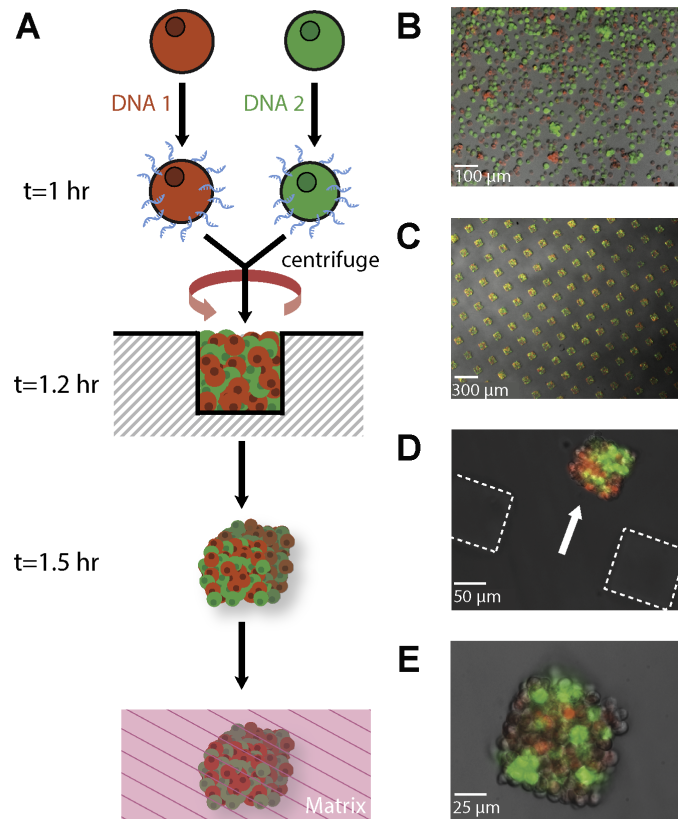 A
DNA 1
DNA 2
t=1 hr
centrifuge
t=1.2 hr
t=1.5 hr
Matrix
B
100 µm
C
300 µm
D
50 µm
E
25 µm